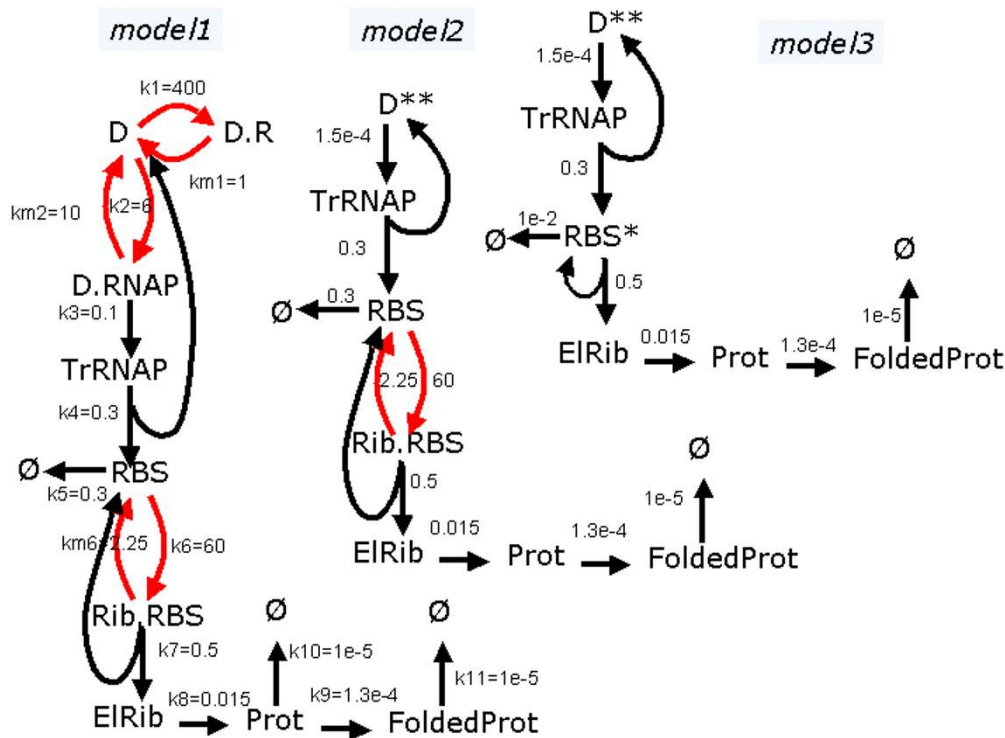 model1
k1=400
D
D.R
km1=1
km2=10
k2=6
D.RNAP
k3=0.1
TrRNAP
k4=0.3
Ø
RBS
k5=0.3
km6=2.25
k6=60
Rib.RBS
k7=0.5
ElRib
k8=0.015
Prot
k10=1e-5
Ø
k9=1.3e-4
FoldedProt
k11=1e-5
Ø
model2
D**
1.5e-4
TrRNAP
0.3
Ø
0.3
RBS
2.25
60
Rib.RBS
0.5
ElRib
0.015
Prot
1.3e-4
FoldedProt
1e-5
Ø
model3
D**
1.5e-4
TrRNAP
0.3
Ø
1e-2
RBS*
0.5
ElRib
0.015
Prot
1.3e-4
FoldedProt
1e-5
Ø